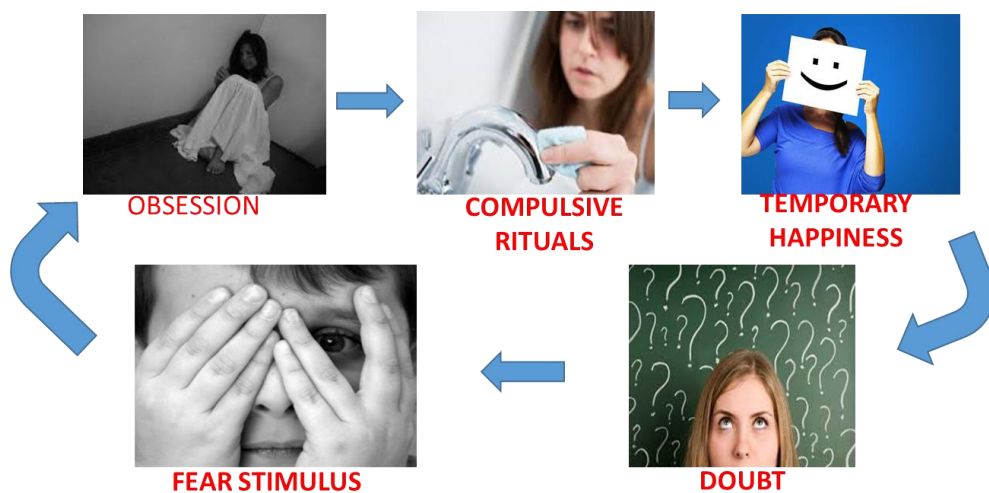 OBSESSION
COMPULSIVE
RITUALS
TEMPORARY
HAPPINESS
FEAR STIMULUS
DOUBT